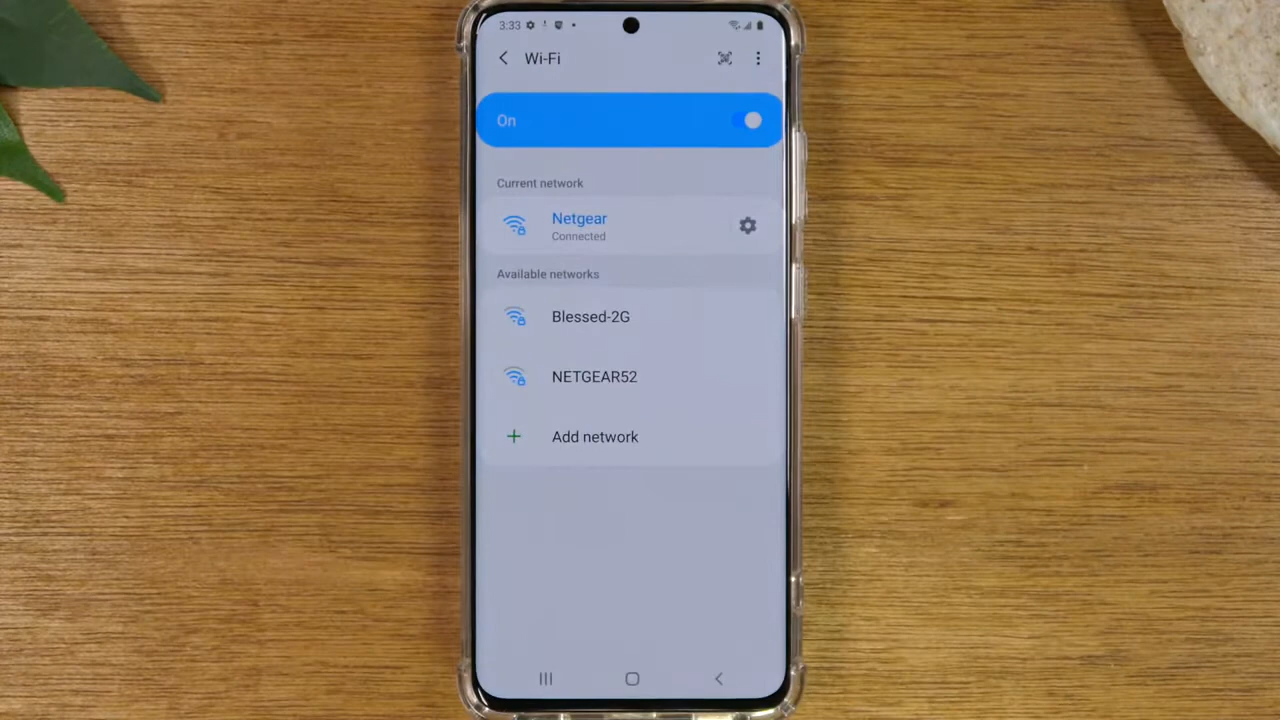 3:33
Wi-Fi
On
Current network
Netgear
Connected
Available networks
Blessed-2G
NETGEAR52
Add network